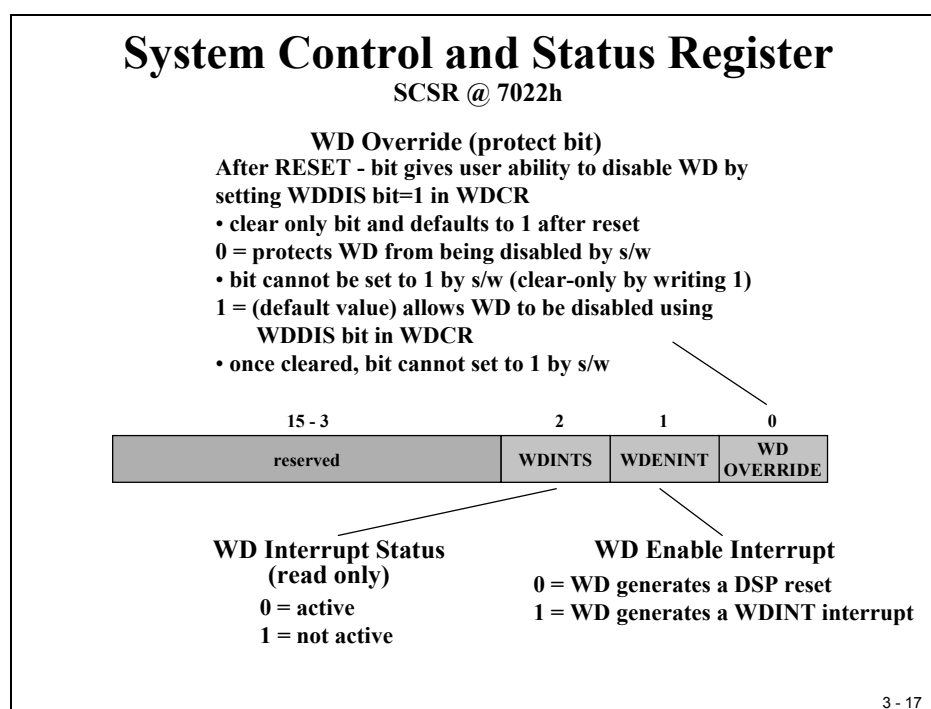 System Control and Status Register
SCSR @ 7022h
WD Override (protect bit)
After RESET - bit gives user ability to disable WD by
setting WDDIS bit=1 in WDCR
• clear only bit and defaults to 1 after reset
0 = protects WD from being disabled by s/w
• bit cannot be set to 1 by s/w (clear-only by writing 1)
1 = (default value) allows WD to be disabled using
WDDIS bit in WDCR
• once cleared, bit cannot set to 1 by s/w
15 - 3 2 1 0
reserved WDINTS WDENINT WD OVERRIDE
WD Interrupt Status
(read only)
0 = active
1 = not active
WD Enable Interrupt
0 = WD generates a DSP reset
1 = WD generates a WDINT interrupt
3 - 17